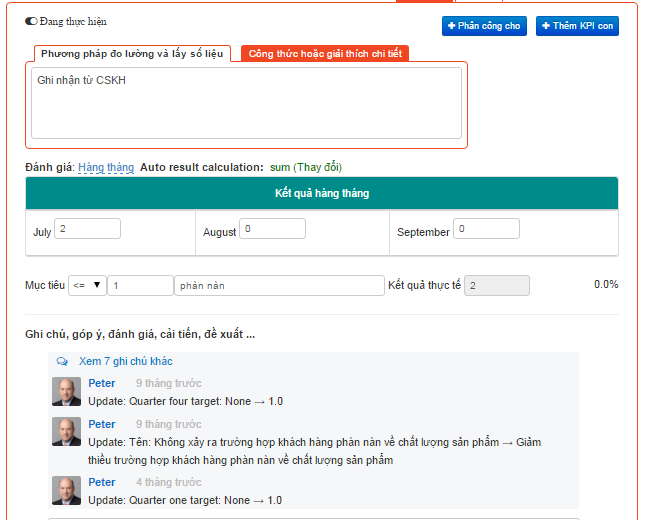 Đang thực hiện
+ Phân công cho + Thêm KPI con
Phương pháp đo lường và lấy số liệu Công thức hoặc giải thích chi tiết
Ghi nhận từ CSKH
Đánh giá: Hàng tháng Auto result calculation: sum (Thay đổi)
Kết quả hàng tháng
July 2 August 0 September 0
Mục tiêu <= 1 phàn nàn Kết quả thực tế 2 0.0%
Ghi chú, góp ý, đánh giá, cải tiến, đề xuất ...
Xem 7 ghi chú khác
Peter 9 tháng trước
Update: Quarter four target: None → 1.0
Peter 9 tháng trước
Update: Tên: Không xảy ra trường hợp khách hàng phàn nàn về chất lượng sản phẩm → Giảm
thiểu trường hợp khách hàng phàn nàn về chất lượng sản phẩm
Peter 4 tháng trước
Update: Quarter one target: None → 1.0